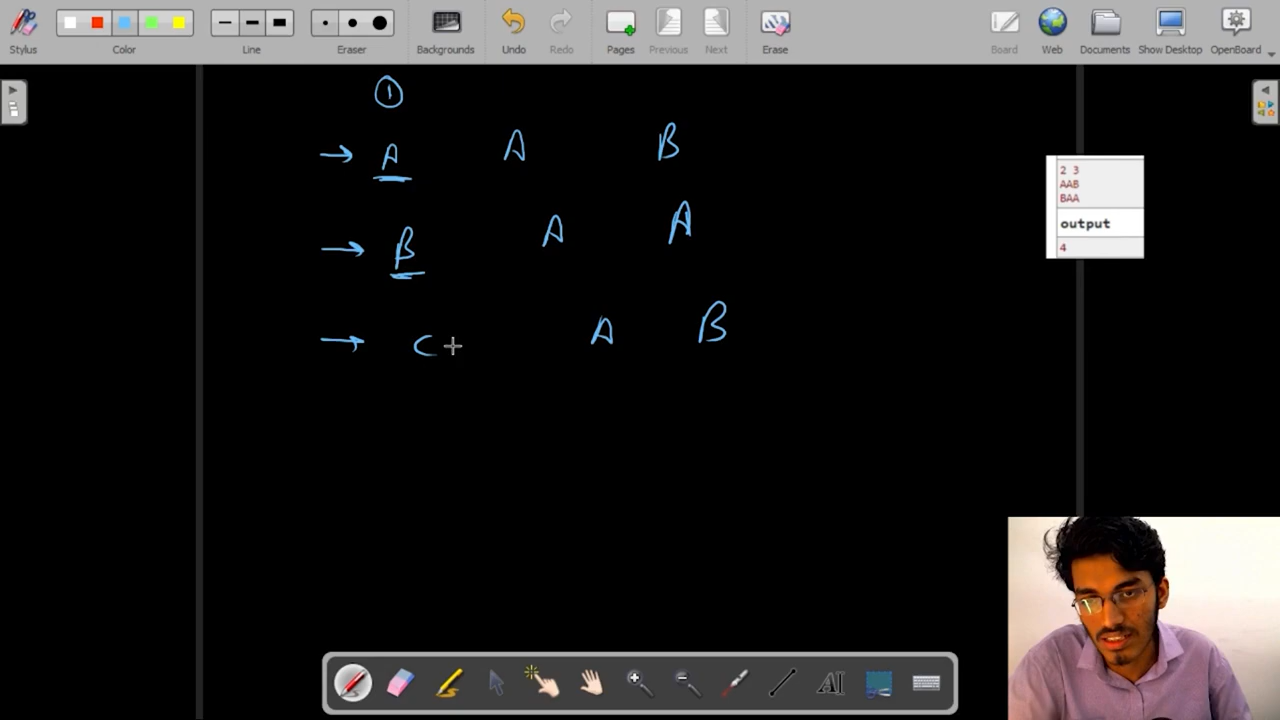 Stylus
Color
Line
Eraser
Backgrounds
Undo
Redo
Pages
Previous
Next
Erase
Board
Web
Documents
Show Desktop
OpenBoard
1
→ A A B
→ B A A
→ C A B
2 3
AAB
BAA
output
4
AI